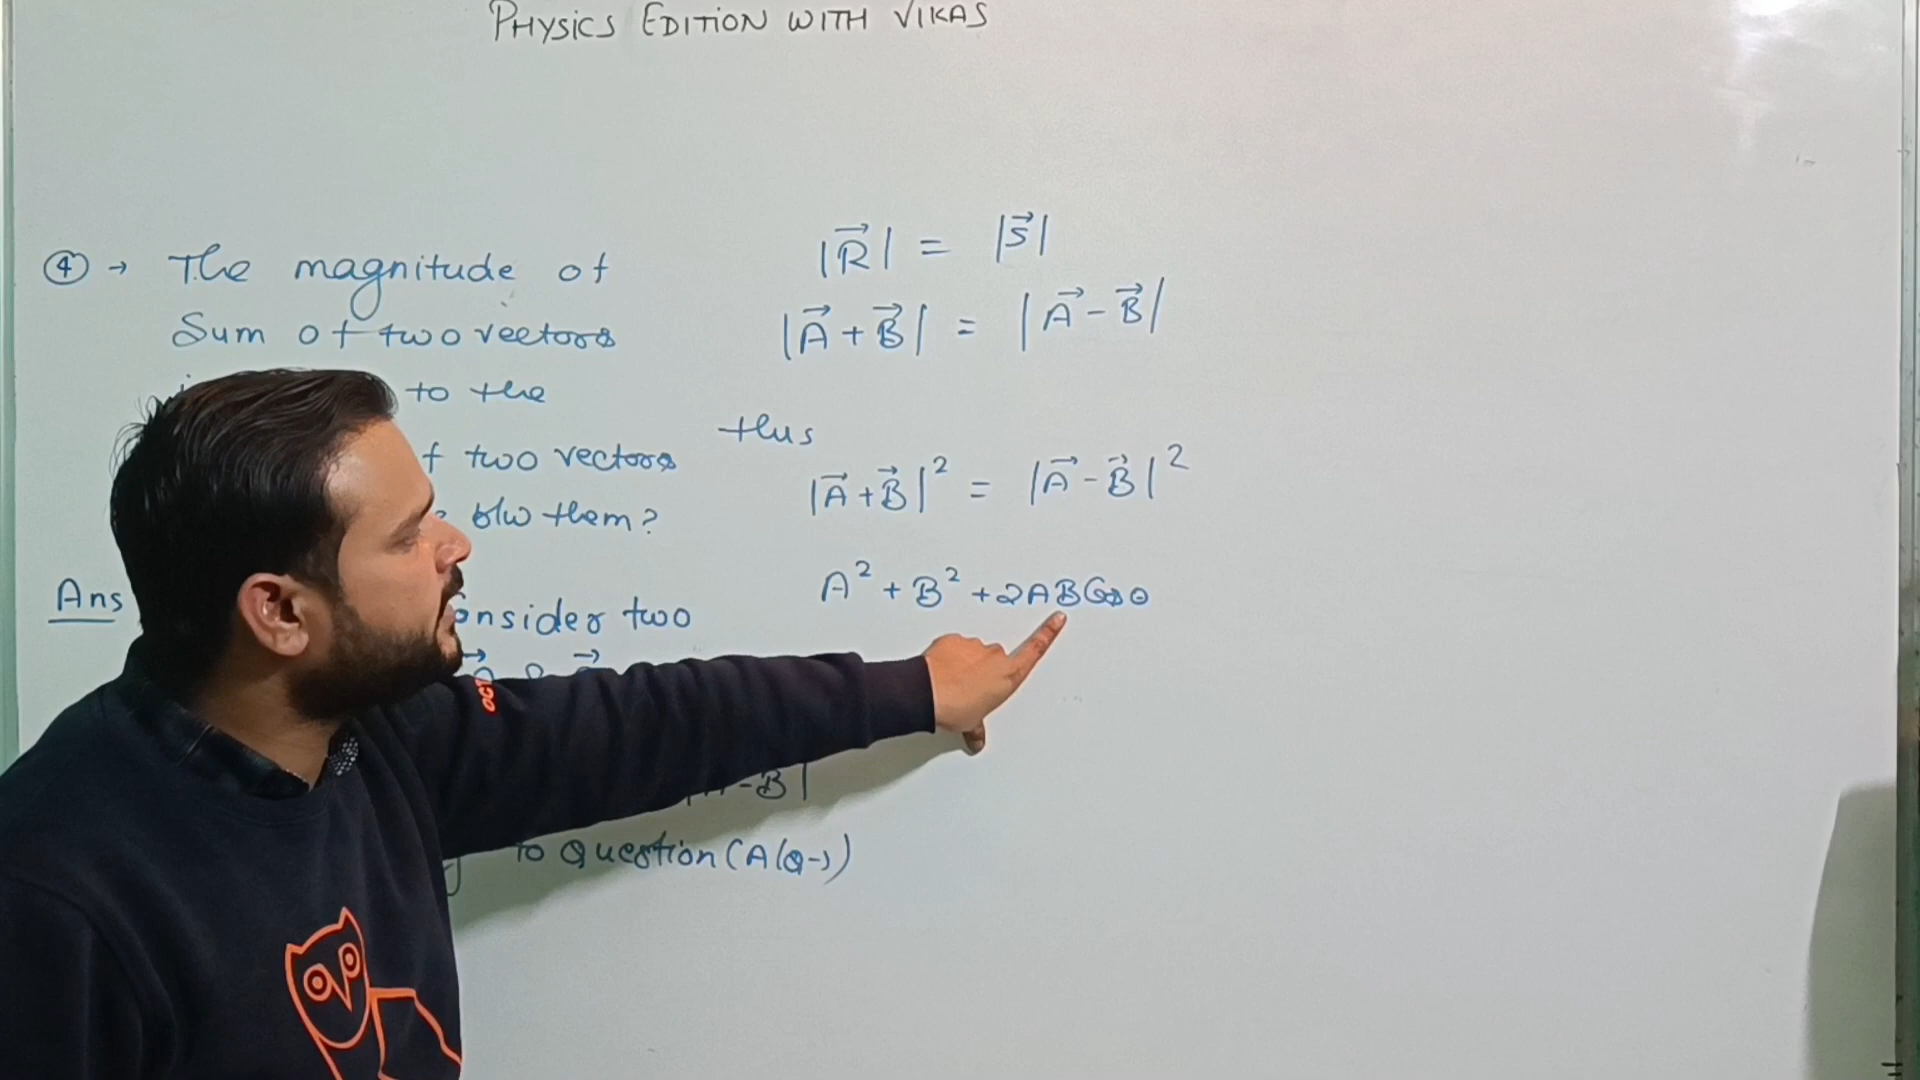 PHYSICS EDITION WITH VIKAS
④ → The magnitude of
Sum of two vectors
to the
f two vectors
b/w them?
Ans
onsider two
-B|
to Question (A/Q-)
|R⃗| = |S⃗|
|A⃗ + B⃗| = |A⃗ - B⃗|
thus
|A⃗ + B⃗|² = |A⃗ - B⃗|²
A² + B² + 2AB Cos θ
OCT